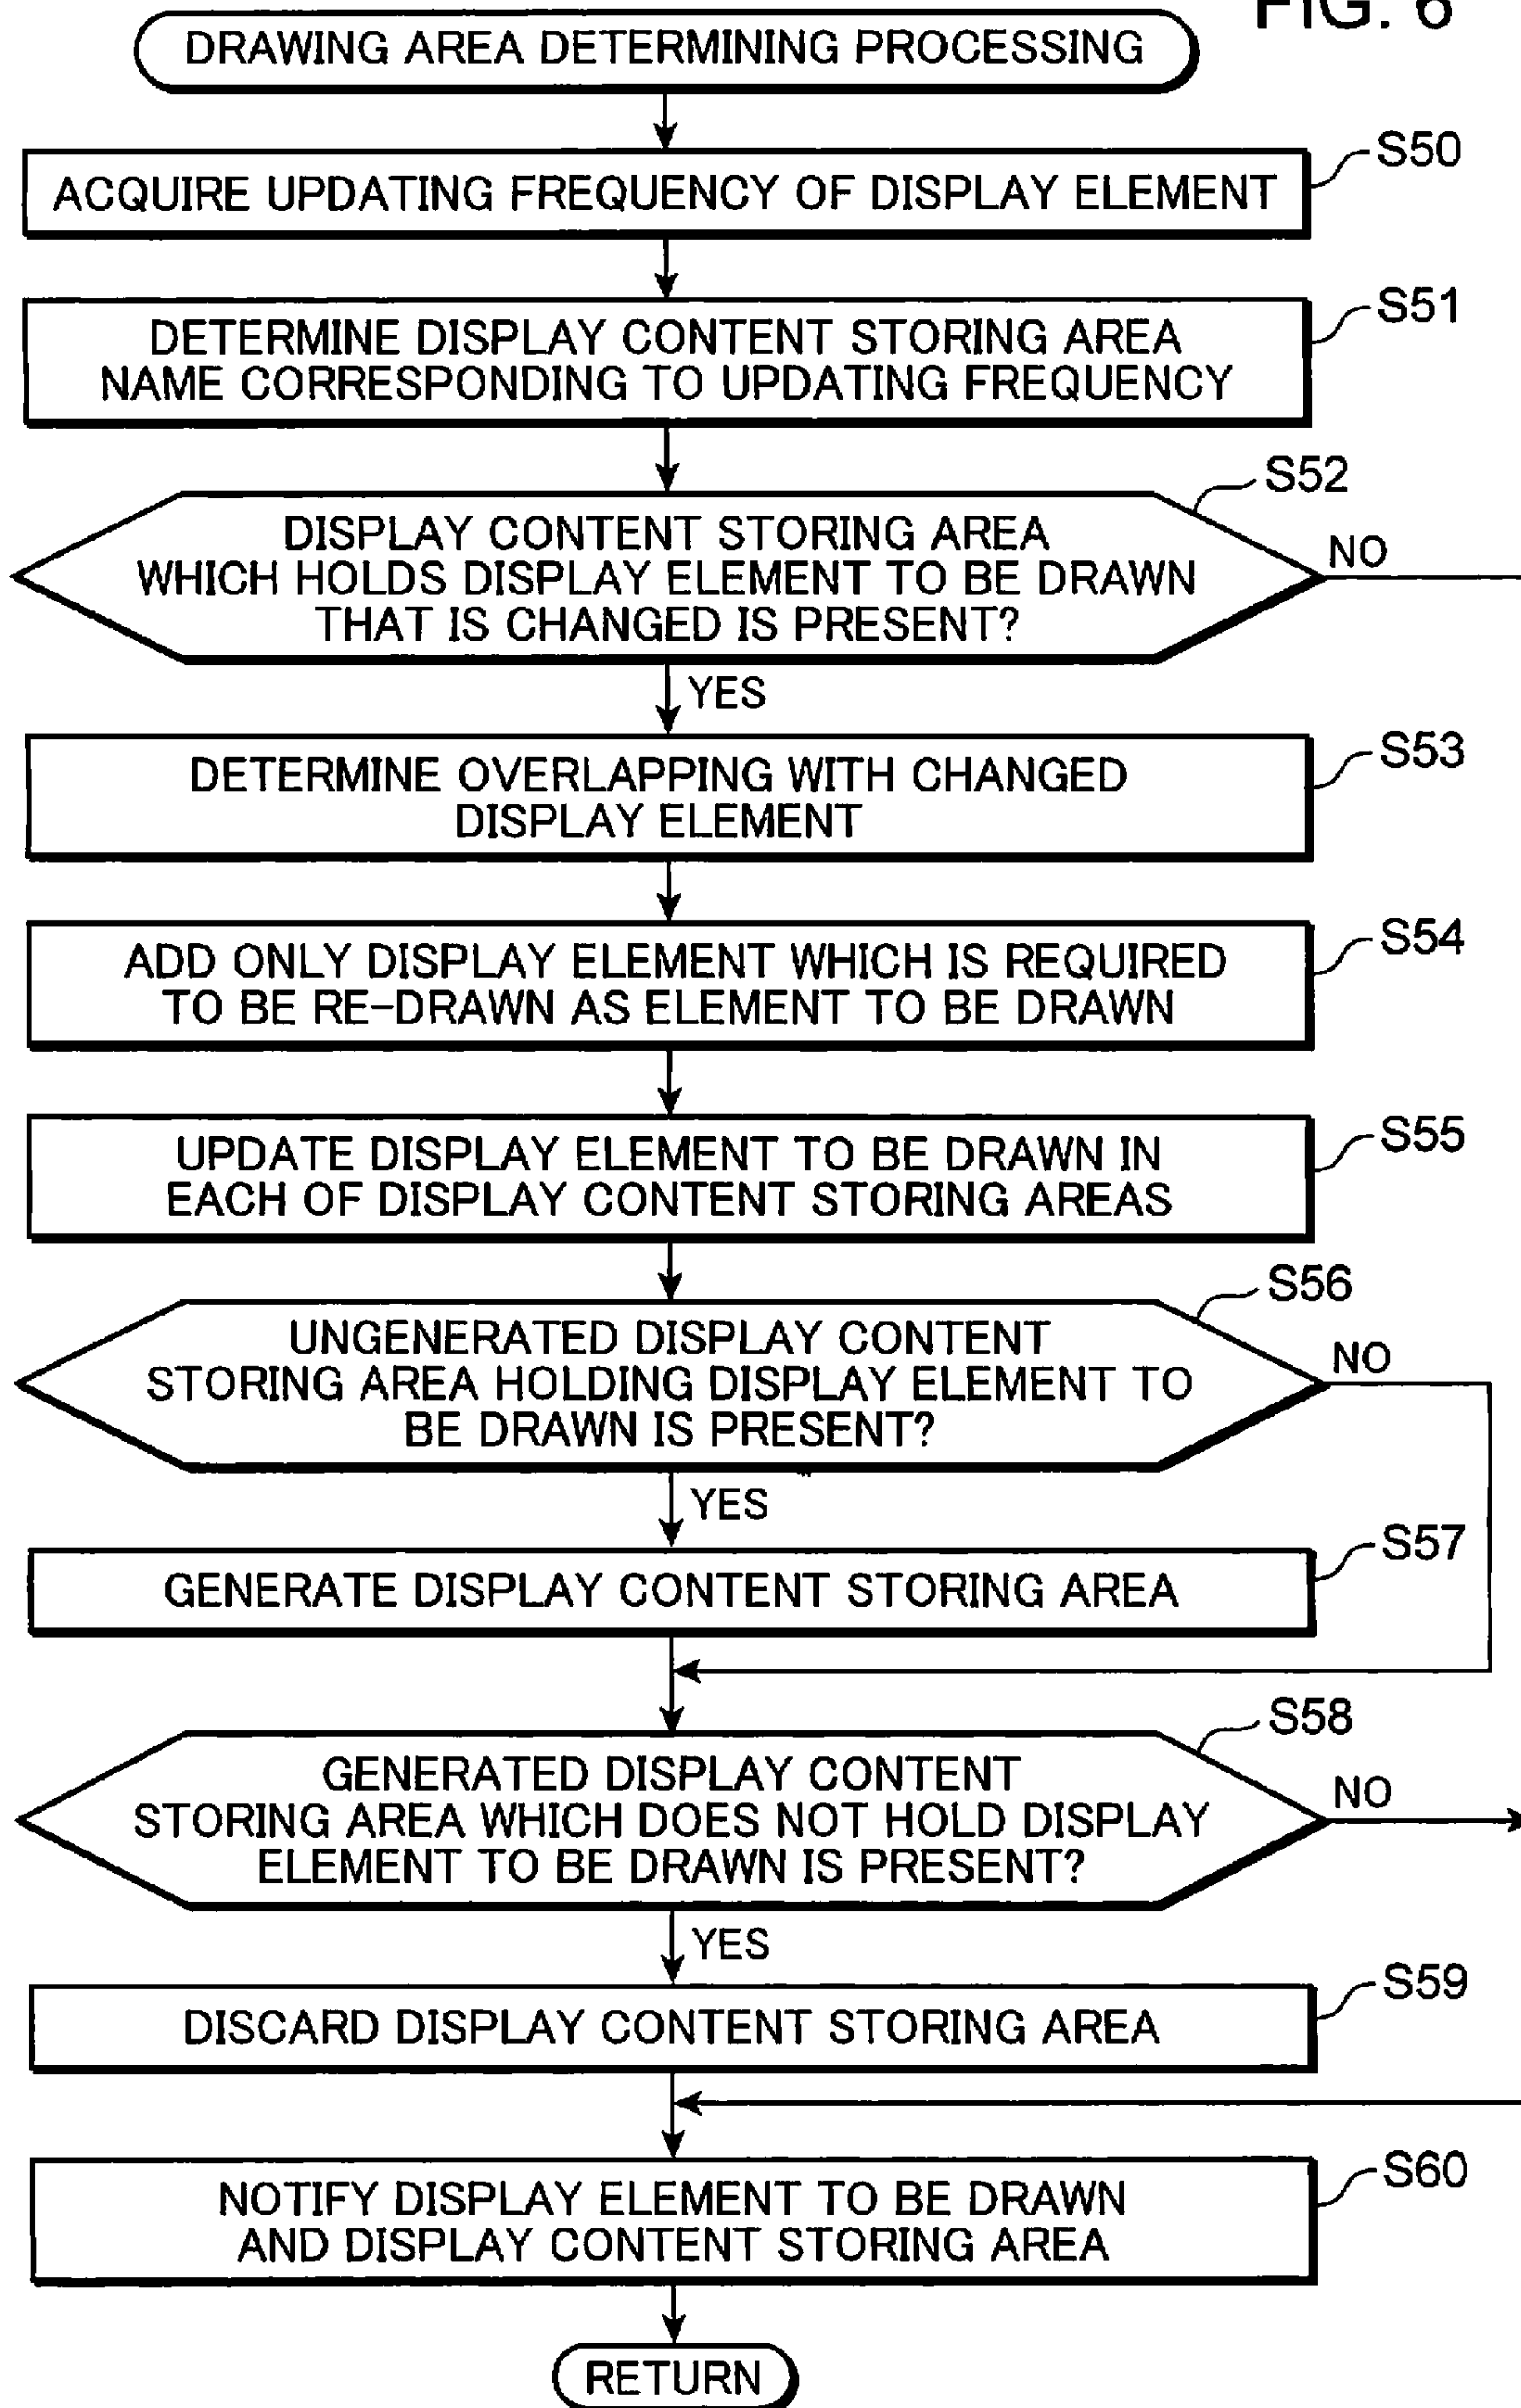 FIG. 6
DRAWING AREA DETERMINING PROCESSING
S50
ACQUIRE UPDATING FREQUENCY OF DISPLAY ELEMENT
S51
DETERMINE DISPLAY CONTENT STORING AREA
NAME CORRESPONDING TO UPDATING FREQUENCY
S52
DISPLAY CONTENT STORING AREA
WHICH HOLDS DISPLAY ELEMENT TO BE DRAWN
THAT IS CHANGED IS PRESENT?
NO
YES
S53
DETERMINE OVERLAPPING WITH CHANGED
DISPLAY ELEMENT
S54
ADD ONLY DISPLAY ELEMENT WHICH IS REQUIRED
TO BE RE-DRAWN AS ELEMENT TO BE DRAWN
S55
UPDATE DISPLAY ELEMENT TO BE DRAWN IN
EACH OF DISPLAY CONTENT STORING AREAS
S56
UNGENERATED DISPLAY CONTENT
STORING AREA HOLDING DISPLAY ELEMENT TO
BE DRAWN IS PRESENT?
NO
YES
S57
GENERATE DISPLAY CONTENT STORING AREA
S58
GENERATED DISPLAY CONTENT
STORING AREA WHICH DOES NOT HOLD DISPLAY
ELEMENT TO BE DRAWN IS PRESENT?
NO
YES
S59
DISCARD DISPLAY CONTENT STORING AREA
S60
NOTIFY DISPLAY ELEMENT TO BE DRAWN
AND DISPLAY CONTENT STORING AREA
RETURN